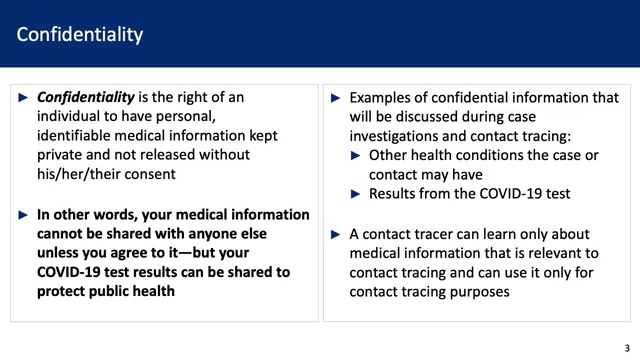 Confidentiality
► Confidentiality is the right of an
individual to have personal,
identifiable medical information kept
private and not released without
his/her/their consent
► In other words, your medical information
cannot be shared with anyone else
unless you agree to it—but your
COVID-19 test results can be shared to
protect public health
► Examples of confidential information that
will be discussed during case
investigations and contact tracing:
► Other health conditions the case or
contact may have
► Results from the COVID-19 test
► A contact tracer can learn only about
medical information that is relevant to
contact tracing and can use it only for
contact tracing purposes
3